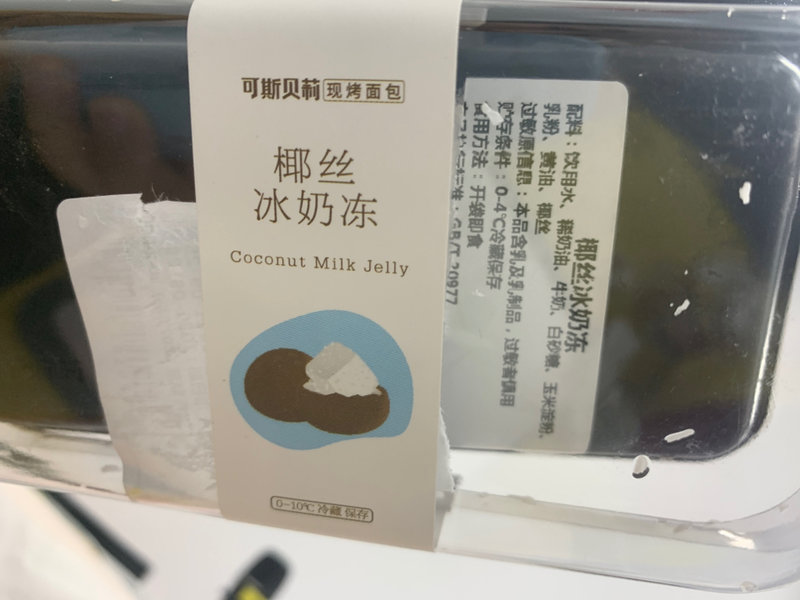 可斯贝莉 现烤面包
椰丝
冰奶冻
Coconut Milk Jelly
0-10℃ 冷藏 保存
椰丝冰奶冻
配料：饮用水、稀奶油、牛奶、白砂糖、玉米淀粉、
乳粉、黄油、椰丝
过敏原信息：本品含乳及乳制品，过敏者慎用
贮存条件：0-4℃冷藏保存
食用方法：开袋即食
GB/T 20977